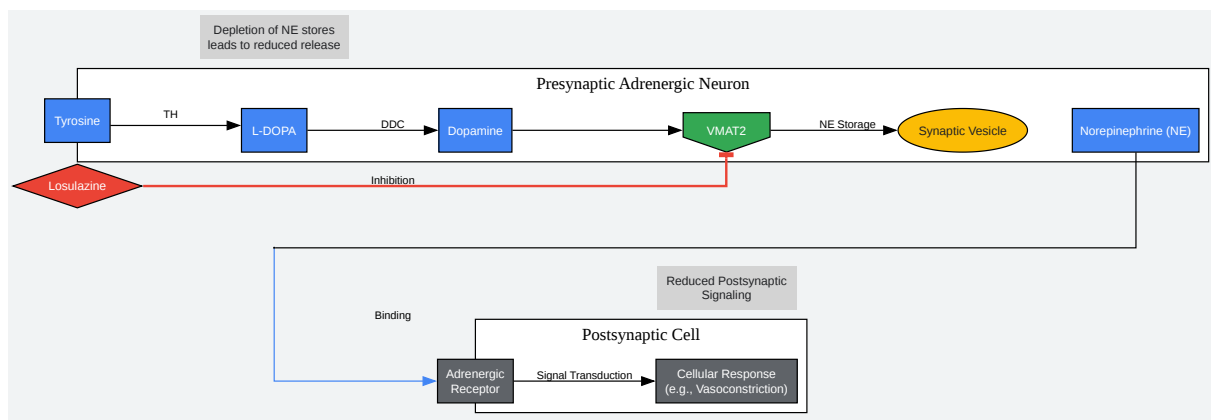 Depletion of NE stores
leads to reduced release
Presynaptic Adrenergic Neuron
Tyrosine
TH
L-DOPA
DDC
Dopamine
VMAT2
NE Storage
Synaptic Vesicle
Norepinephrine (NE)
Losulazine
Inhibition
Reduced Postsynaptic
Signaling
Binding
Postsynaptic Cell
Adrenergic
Receptor
Signal Transduction
Cellular Response
(e.g., Vasoconstriction)